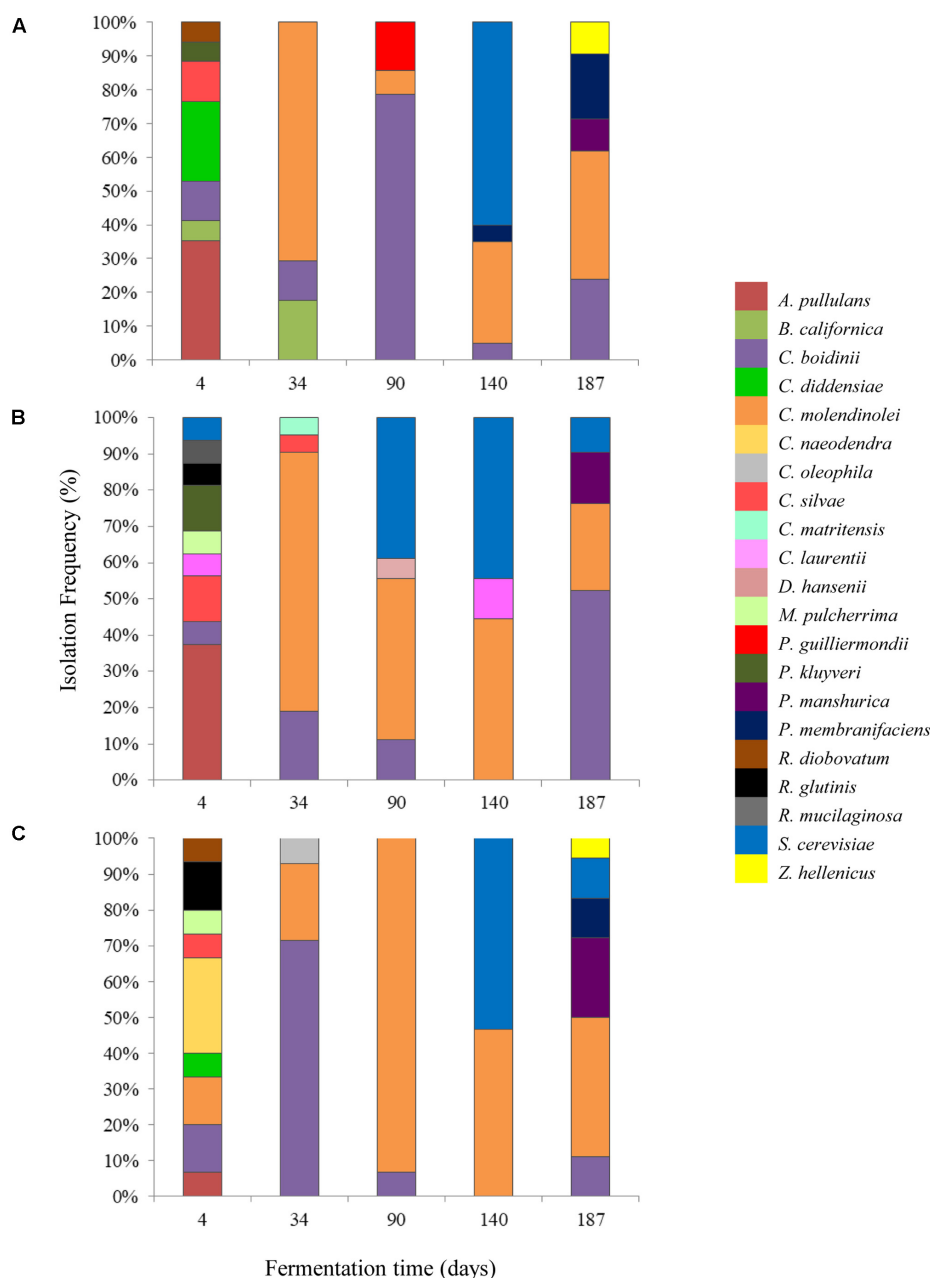 A
100%
90%
80%
70%
60%
50%
40%
30%
20%
10%
0%
4 34 90 140 187
B
100%
90%
80%
70%
60%
50%
40%
30%
20%
10%
0%
4 34 90 140 187
C
100%
90%
80%
70%
60%
50%
40%
30%
20%
10%
0%
4 34 90 140 187
Isolation Frequency (%)
Fermentation time (days)
A. pullulans
B. californica
C. boidinii
C. diddensiae
C. molendinolei
C. naeodendra
C. oleophila
C. silvae
C. matritensis
C. laurentii
D. hansenii
M. pulcherrima
P. guilliermondii
P. kluyveri
P. manshurica
P. membranifaciens
R. diobovatum
R. glutinis
R. mucilaginosa
S. cerevisiae
Z. hellenicus